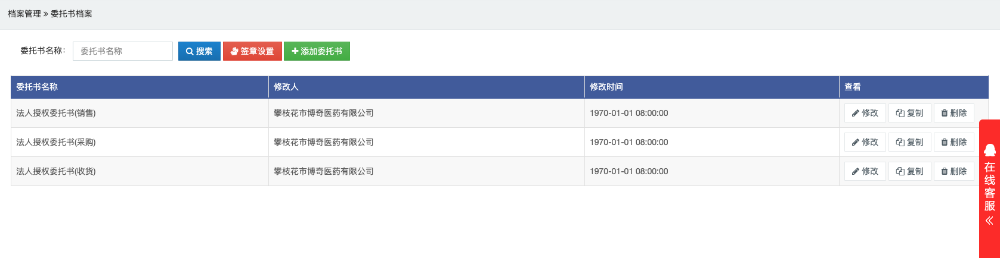 档案管理 » 委托书档案
委托书名称： 委托书名称 搜索 签章设置 添加委托书
委托书名称 修改人 修改时间 查看
法人授权委托书(销售) 攀枝花市博奇医药有限公司 1970-01-01 08:00:00 修改 复制 删除
法人授权委托书(采购) 攀枝花市博奇医药有限公司 1970-01-01 08:00:00 修改 复制 删除
法人授权委托书(收货) 攀枝花市博奇医药有限公司 1970-01-01 08:00:00 修改 复制 删除
在线客服